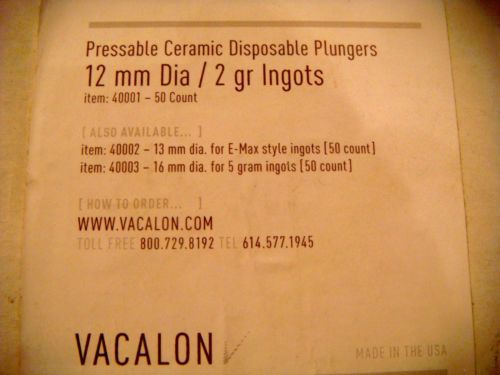 Pressable Ceramic Disposable Plungers
12 mm Dia / 2 gr Ingots
item: 40001 – 50 Count
[ ALSO AVAILABLE... ]
item: 40002 – 13 mm dia. for E-Max style ingots [50 count]
item: 40003 – 16 mm dia. for 5 gram ingols [50 count]
[ HOW TO ORDER... ]
WWW.VACALON.COM
TOLL FREE 800.729.8192 TEL 614.577.1945
VACALON
MADE IN THE USA